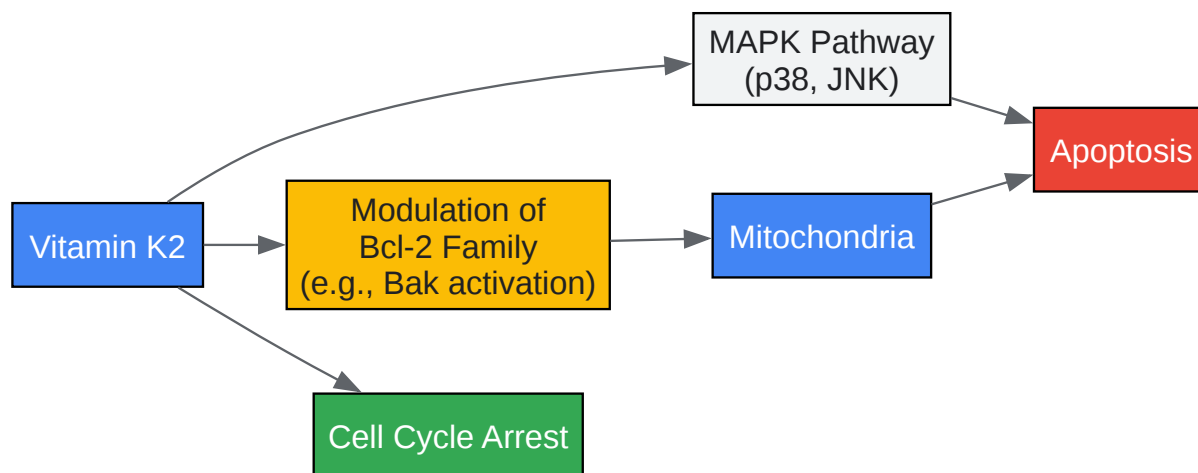 MAPK Pathway
(p38, JNK)
Apoptosis
Modulation of
Bcl-2 Family
(e.g., Bak activation)
Vitamin K2
Mitochondria
Cell Cycle Arrest